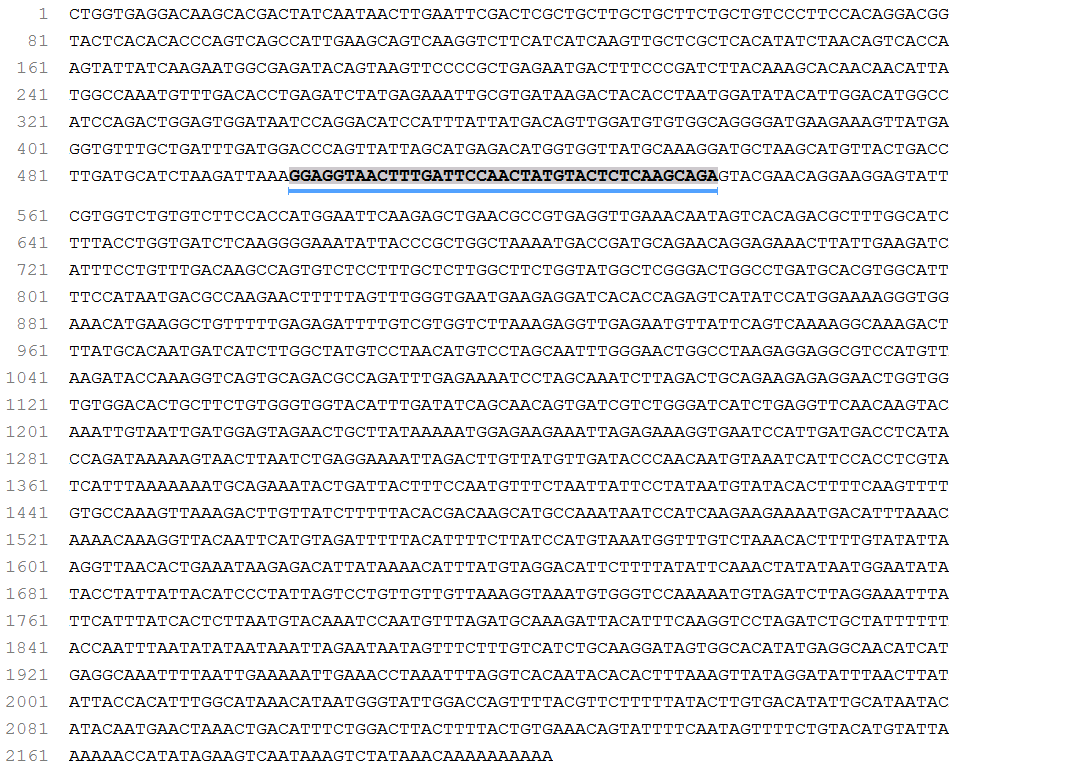 1 CTGGTGAGGACAAGCACGACTATCAATAACTTGAATTCGACTCGCTGCTTGCTGCTTCTGCTGTCCCTTCCACAGGACGG
81 TACTCACACACCCAGTCAGCCATTGAAGCAGTCAAGGTCTTCATCATCAAGTTGCTCGCTCACATATCTAACAGTCACCA
161 AGTATTATCAAGAATGGCGAGATACAGTAAGTTCCCCGCTGAGAATGACTTTCCCGATCTTACAAAGCACAACAACATTA
241 TGGCCAAATGTTTGACACCTGAGATCTATGAGAAATTGCGTGATAAGACTACACCTAATGGATATACATTGGACATGGCC
321 ATCCAGACTGGAGTGGATAATCCAGGACATCCATTTATTATGACAGTTGGATGTGTGGCAGGGGATGAAGAAAGTTATGA
401 GGTGTTTGCTGATTTGATGGACCCAGTTATTAGCATGAGACATGGTGGTTATGCAAAGGATGCTAAGCATGTTACTGACC
481 TTGATGCATCTAAGATTAAAGGAGGTAACTTTGATTCCAACTATGTACTCTCAAGCAGAGTACGAACAGGAAGGAGTATT
561 CGTGGTCTGTGTCTTCCACCATGGAATTCAAGAGCTGAACGCCGTGAGGTTGAAACAATAGTCACAGACGCTTTGGCATC
641 TTTACCTGGTGATCTCAAGGGGAAATATTACCCGCTGGCTAAAATGACCGATGCAGAACAGGAGAAACTTATTGAAGATC
721 ATTTCCTGTTTGACAAGCCAGTGTCTCCTTTGCTCTTGGCTTCTGGTATGGCTCGGGACTGGCCTGATGCACGTGGCATT
801 TTCCATAATGACGCCAAGAACTTTTTAGTTTGGGTGAATGAAGAGGATCACACCAGAGTCATATCCATGGAAAAGGGTGG
881 AAACATGAAGGCTGTTTTTGAGAGATTTTGTCGTGGTCTTAAAGAGGTTGAGAATGTTATTCAGTCAAAAGGCAAAGACT
961 TTATGCACAATGATCATCTTGGCTATGTCCTAACATGTCCTAGCAATTTGGGAACTGGCCTAAGAGGAGGCGTCCATGTT
1041 AAGATACCAAAGGTCAGTGCAGACGCCAGATTTGAGAAAATCCTAGCAAATCTTAGACTGCAGAAGAGAGGAACTGGTGG
1121 TGTGGACACTGCTTCTGTGGGTGGTACATTTGATATCAGCAACAGTGATCGTCTGGGATCATCTGAGGTTCAACAAGTAC
1201 AAATTGTAATTGATGGAGTAGAACTGCTTATAAAAATGGAGAAGAAATTAGAGAAAGGTGAATCCATTGATGACCTCATA
1281 CCAGATAAAAAGTAACTTAATCTGAGGAAAATTAGACTTGTTATGTTGATACCCAACAATGTAAATCATTCCACCTCGTA
1361 TCATTTAAAAAAATGCAGAAATACTGATTACTTTCCAATGTTTCTAATTATTCCTATAATGTATACACTTTTCAAGTTTT
1441 GTGCCAAAGTTAAAGACTTGTTATCTTTTTACACGACAAGCATGCCAAATAATCCATCAAGAAGAAAATGACATTTAAAC
1521 AAAACAAAGGTTACAATTCATGTAGATTTTTACATTTTCTTATCCATGTAAATGGTTTGTCTAAACACTTTTGTATATTA
1601 AGGTTAACACTGAAATAAGAGACATTATAAAACATTTATGTAGGACATTCTTTTATATTCAAACTATATAATGGAATATA
1681 TACCTATTATTACATCCCTATTAGTCCTGTTGTTGTTAAAGGTAAATGTGGGTCCAAAAATGTAGATCTTAGGAAATTTA
1761 TTCATTTATCACTCTTAATGTACAAATCCAATGTTTAGATGCAAAGATTACATTTCAAGGTCCTAGATCTGCTATTTTTT
1841 ACCAATTTAATATATAATAAATTAGAATAATAGTTTCTTTGTCATCTGCAAGGATAGTGGCACATATGAGGCAACATCAT
1921 GAGGCAAATTTTAATTGAAAAATTGAAACCTAAATTTAGGTCACAATACACACTTTAAAGTTATAGGATATTTAACTTAT
2001 ATTACCACATTTGGCATAAACATAATGGGTATTGGACCAGTTTTACGTTCTTTTTATACTTGTGACATATTGCATAATAC
2081 ATACAATGAACTAAACTGACATTTCTGGACTTACTTTTACTGTGAAACAGTATTTTCAATAGTTTTCTGTACATGTATTA
2161 AAAAACCATATAGAAGTCAATAAAGTCTATAAACAAAAAAAAAA